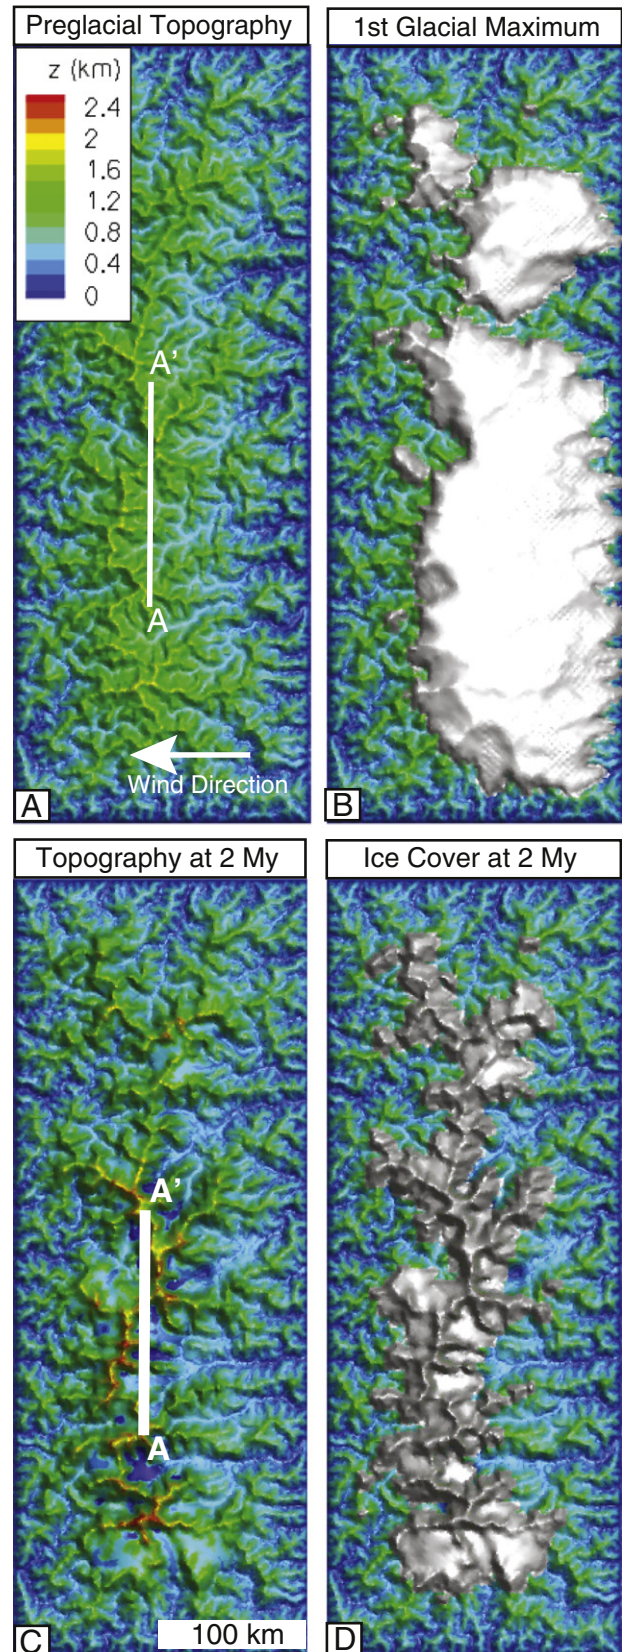 Preglacial Topography
1st Glacial Maximum
z (km)
2.4
2
1.6
1.2
0.8
0.4
0
A'
A
Wind Direction
A
B
Topography at 2 My
Ice Cover at 2 My
A'
A
100 km
C
D